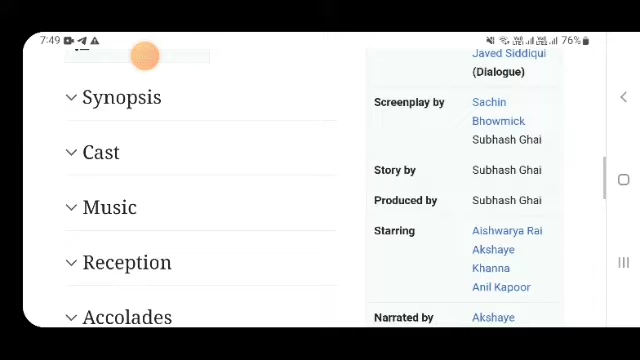 7:49
76%
Javed Siddiqui
(Dialogue)
Synopsis
Cast
Music
Reception
Accolades
Screenplay by Sachin
Bhowmick
Subhash Ghai
Story by Subhash Ghai
Produced by Subhash Ghai
Starring Aishwarya Rai
Akshaye
Khanna
Anil Kapoor
Narrated by Akshaye